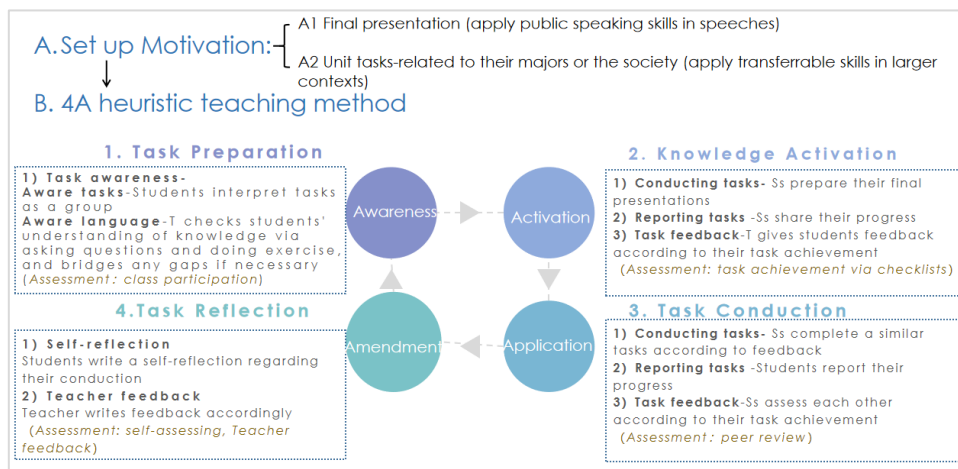 A. Set up Motivation:
A1 Final presentation (apply public speaking skills in speeches)
A2 Unit tasks-related to their majors or the society (apply transferrable skills in larger
contexts)
B. 4A heuristic teaching method
1. Task Preparation
1) Task awareness-
Aware tasks-Students interpret tasks
as a group
Aware language-T checks students'
understanding of knowledge via
asking questions and doing exercise,
and bridges any gaps if necessary
(Assessment: class participation)
Awareness
Activation
2. Knowledge Activation
1) Conducting tasks- Ss prepare their final
presentations
2) Reporting tasks -Ss share their progress
3) Task feedback-T gives students feedback
according to their task achievement
(Assessment: task achievement via checklists)
4.Task Reflection
1) Self-reflection
Students write a self-reflection regarding
their conduction
2) Teacher feedback
Teacher writes feedback accordingly
(Assessment: self-assessing, Teacher
feedback)
Amendment
Application
3. Task Conduction
1) Conducting tasks- Ss complete a similar
tasks according to feedback
2) Reporting tasks -Students report their
progress
3) Task feedback-Ss assess each other
according to their task achievement
(Assessment: peer review)